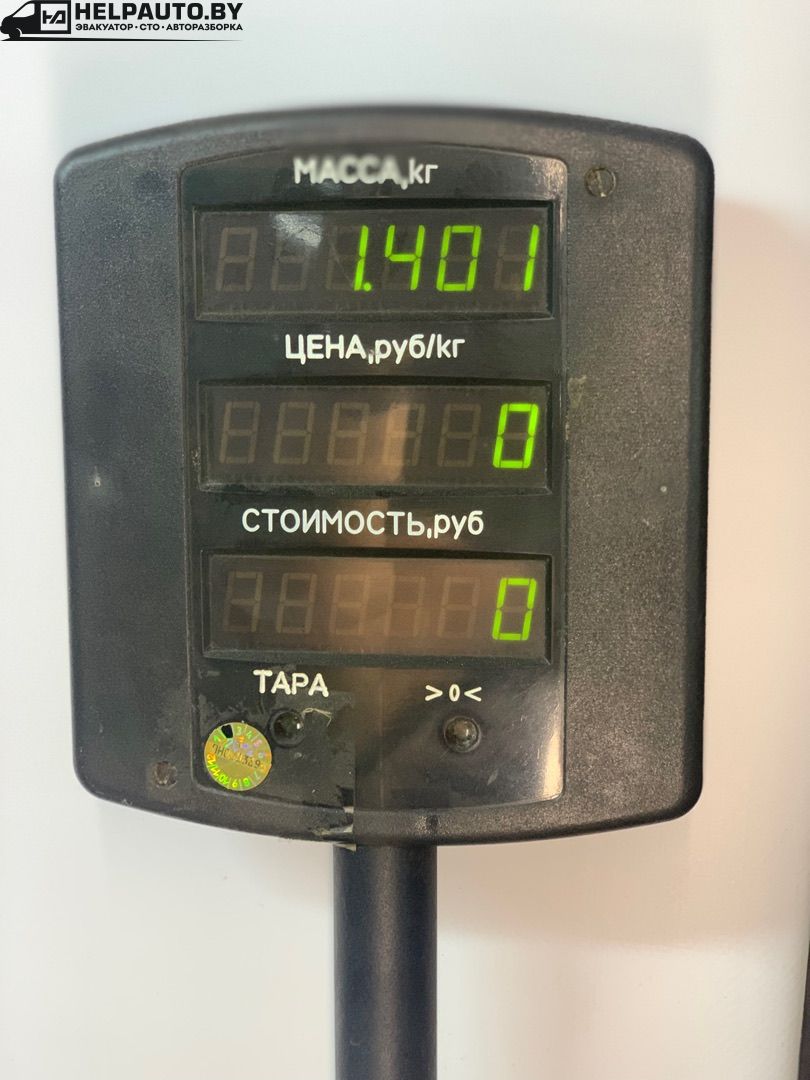 HELPAUTO.BY
ЭВАКУАТОР • СТО • АВТОРАЗБОРКА
МАССА,кг
1.401
ЦЕНА,руб/кг
0
СТОИМОСТЬ,руб
0
ТАРА
>0<